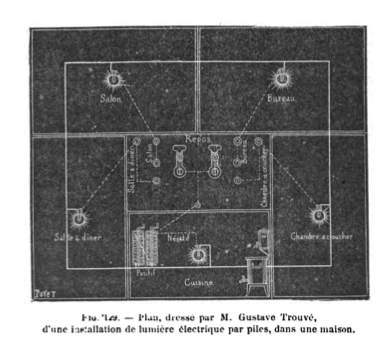 Salon
Bureau
Repos
Salle à diner
Salon
Bureau
Chambre à coucher
Salle à diner
Chambre a coucher
Négatif
Positif
Cuisine
POYET
Fig. 129. — Plan, dressé par M. Gustave Trouvé,
d'une installation de lumière électrique par piles, dans une maison.